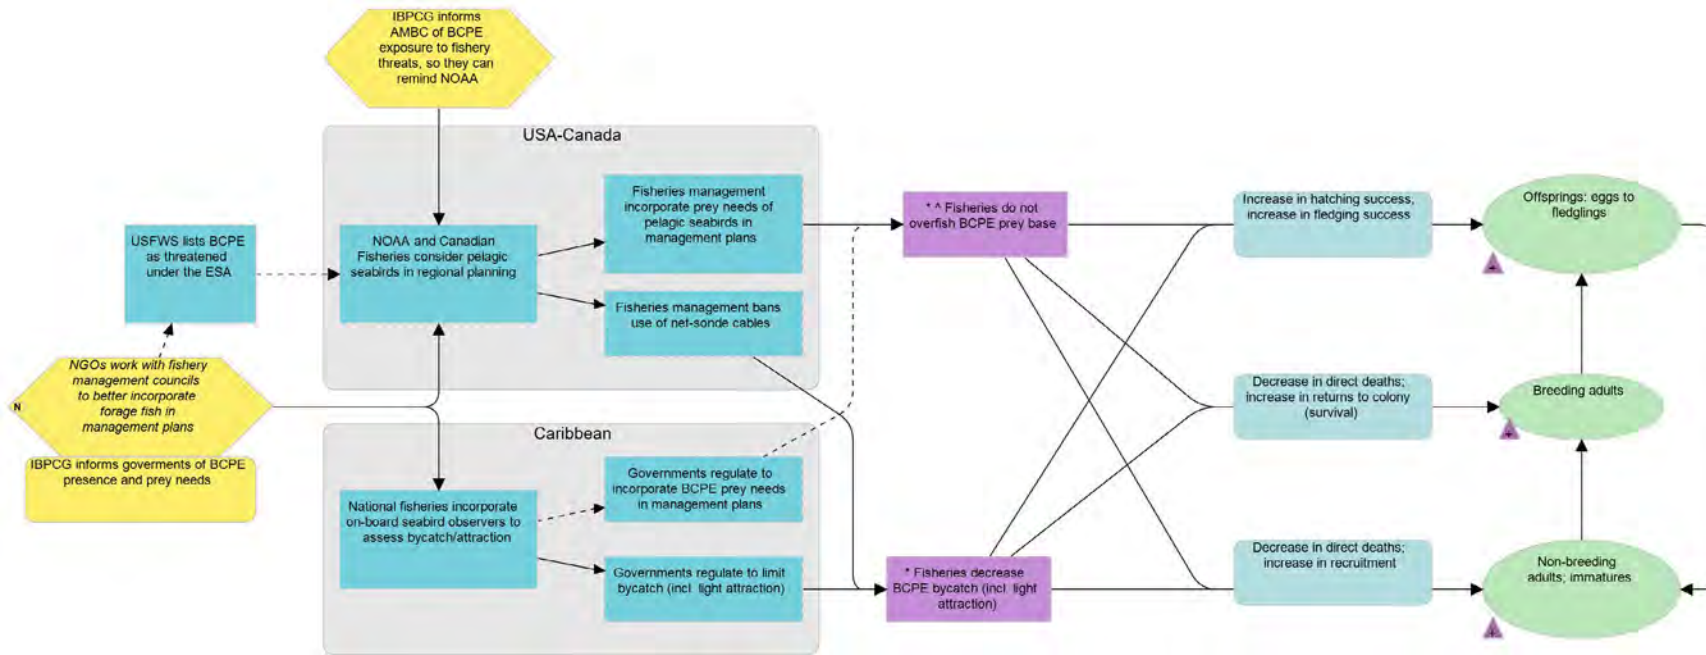 IBPCG informs
AMBC of BCPE
exposure to fishery
threats, so they can
remind NOAA
USA-Canada
USFWS lists BCPE
as threatened
under the ESA
NOAA and Canadian
Fisheries consider pelagic
seabirds in regional planning
Fisheries management
incorporate prey needs of
pelagic seabirds in
management plans
Fisheries management bans
use of net-sonde cables
N
NGOs work with fishery
management councils
to better incorporate
forage fish in
management plans
IBPCG informs goverments of BCPE
presence and prey needs
Caribbean
National fisheries incorporate
on-board seabird observers to
assess bycatch/attraction
Governments regulate to
incorporate BCPE prey needs
in management plans
Governments regulate to limit
bycatch (incl. light attraction)
* ^ Fisheries do not
overfish BCPE prey base
* Fisheries decrease
BCPE bycatch (incl. light
attraction)
Increase in hatching success,
increase in fledging success
Decrease in direct deaths;
increase in returns to colony
(survival)
Decrease in direct deaths;
increase in recruitment
Offsprings: eggs to
fledglings
Breeding adults
Non-breeding
adults; immatures